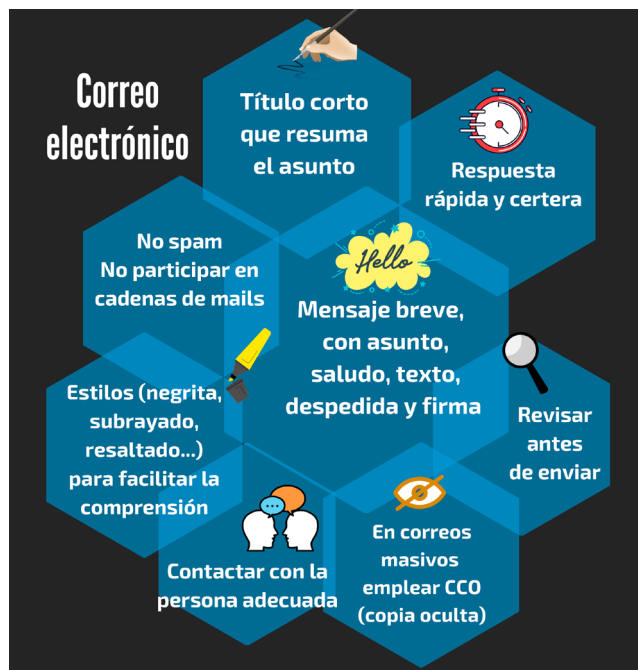 Correo
electrónico
Título corto
que resuma
el asunto
Respuesta
rápida y certera
No spam
No participar en
cadenas de mails
Hello
Mensaje breve,
con asunto,
saludo, texto,
despedida y firma
Estilos (negrita,
subrayado,
resaltado...)
para facilitar la
comprensión
Revisar
antes
de enviar
Contactar con la
persona adecuada
En correos
masivos
emplear CCO
(copia oculta)